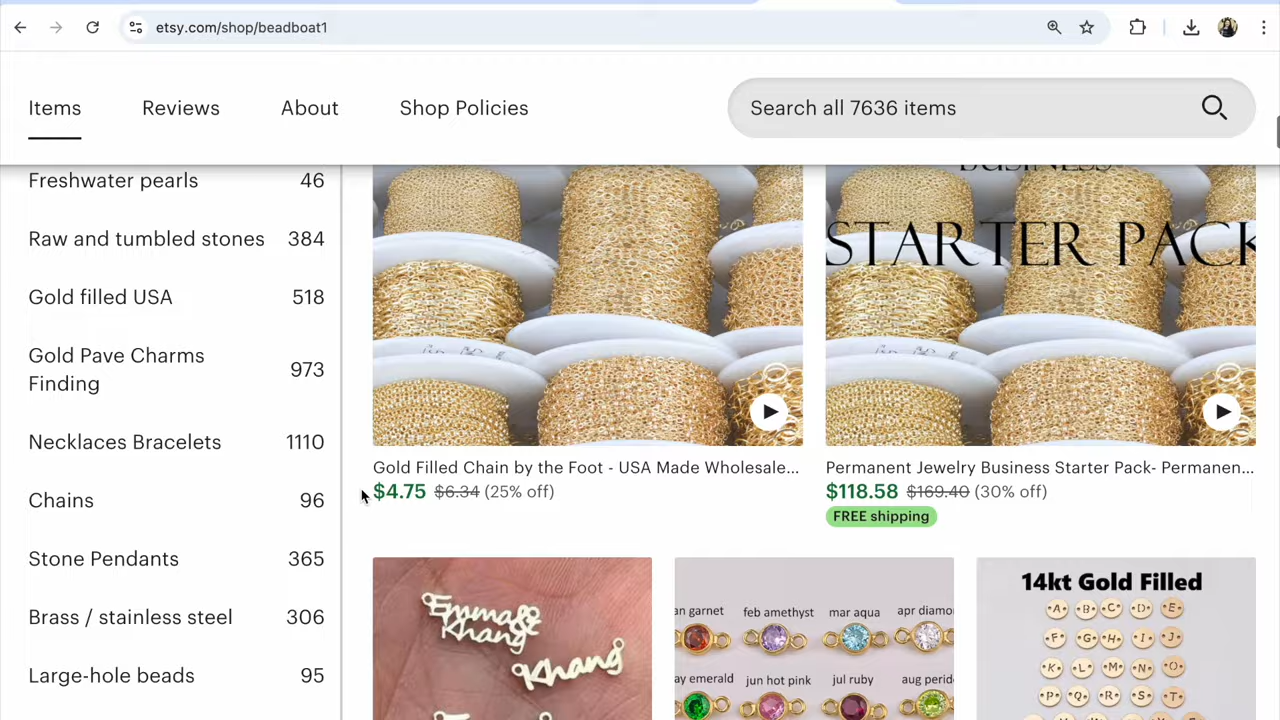 etsy.com/shop/beadboat1
Items
Reviews
About
Shop Policies
Search all 7636 items
Freshwater pearls 46
Raw and tumbled stones 384
Gold filled USA 518
Gold Pave Charms
Finding 973
Necklaces Bracelets 1110
Chains 96
Stone Pendants 365
Brass / stainless steel 306
Large-hole beads 95
BUSINESS
STARTER PACK
Gold Filled Chain by the Foot - USA Made Wholesale...
$4.75 $6.34 (25% off)
Permanent Jewelry Business Starter Pack- Permanen...
$118.58 $169.40 (30% off)
FREE shipping
Khang
Khang
an garnet feb amethyst mar aqua apr diamo
ay emerald jun hot pink jul ruby aug perid
14kt Gold Filled
A B C D E
F G H I J
K L M N O
P Q R S T